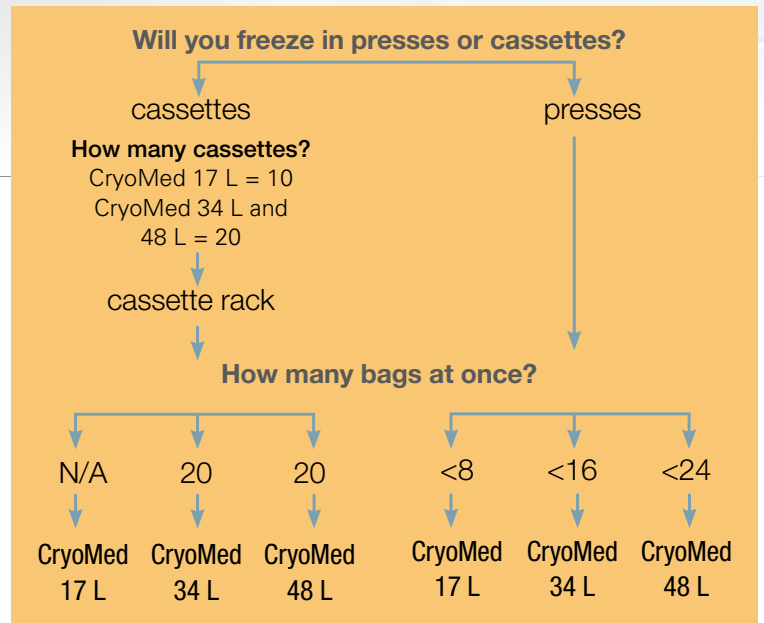 Will you freeze in presses or cassettes?
cassettes
presses
How many cassettes?
CryoMed 17 L = 10
CryoMed 34 L and
48 L = 20
cassette rack
How many bags at once?
N/A 20 20 <8 <16 <24
CryoMed CryoMed CryoMed CryoMed CryoMed CryoMed
17 L 34 L 48 L 17 L 34 L 48 L